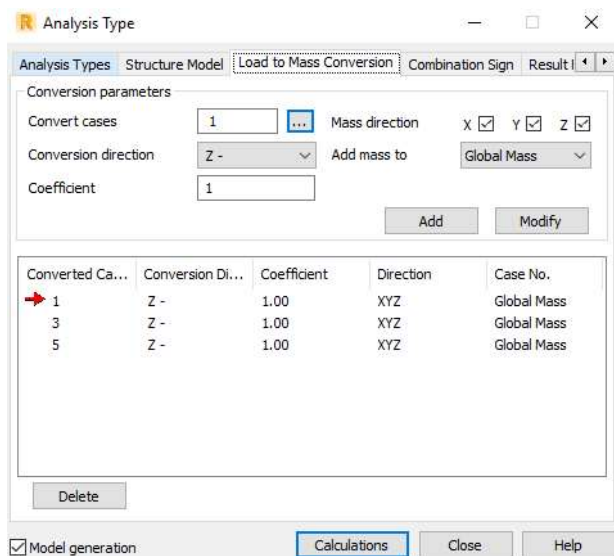 R Analysis Type
Analysis Types Structure Model Load to Mass Conversion Combination Sign Result
Conversion parameters
Convert cases 1 ... Mass direction X Y Z
Conversion direction Z - Add mass to Global Mass
Coefficient 1
Add Modify
Converted Ca... Conversion Di... Coefficient Direction Case No.
1 Z - 1.00 XYZ Global Mass
3 Z - 1.00 XYZ Global Mass
5 Z - 1.00 XYZ Global Mass
Delete
Model generation Calculations Close Help